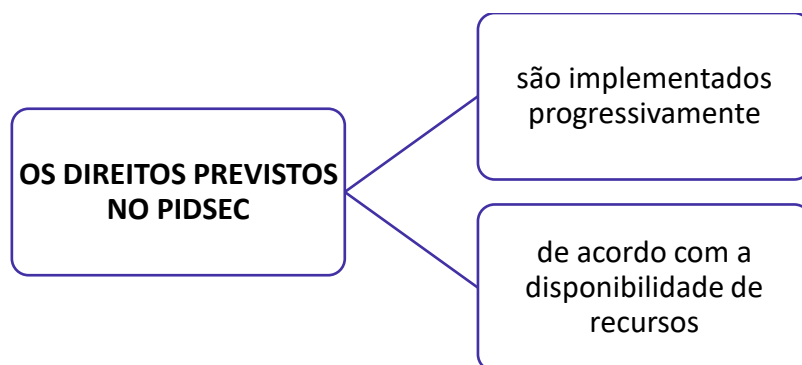 OS DIREITOS PREVISTOS
NO PIDSEC
são implementados
progressivamente
de acordo com a
disponibilidade de
recursos